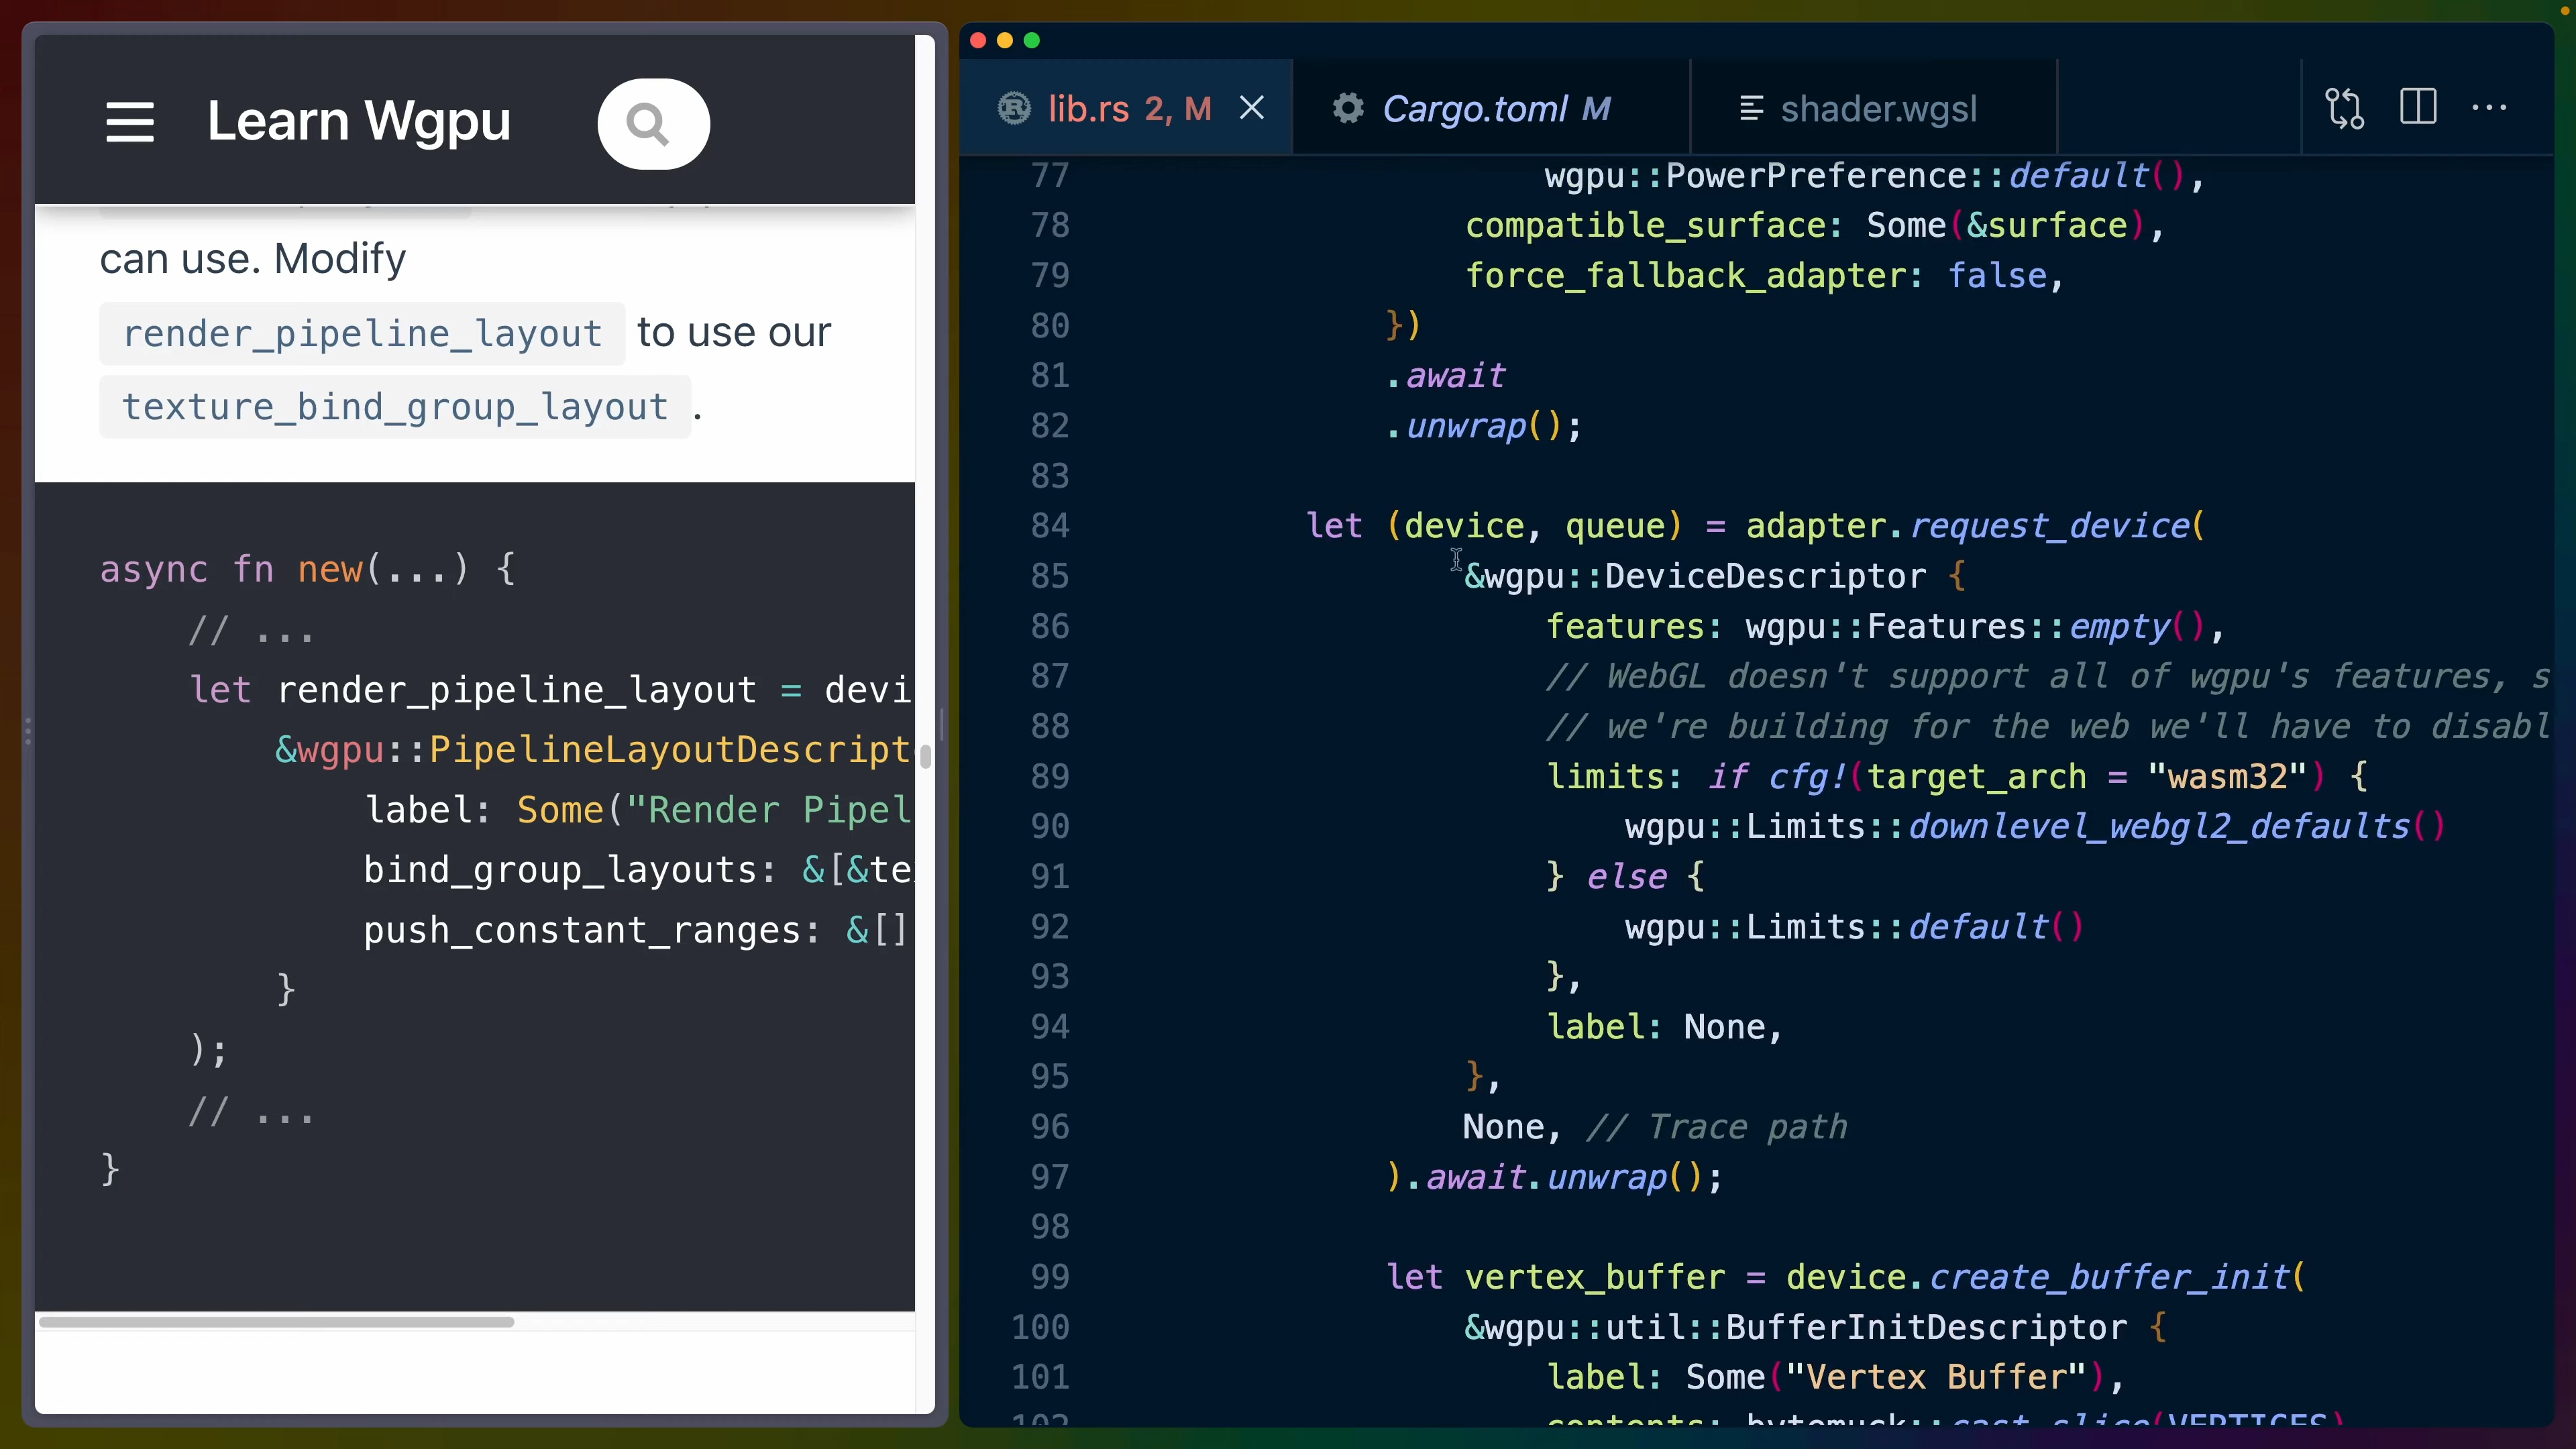 Learn Wgpu
can use. Modify
render_pipeline_layout to use our
texture_bind_group_layout.
async fn new(...) {
// ...
let render_pipeline_layout = devi
&wgpu::PipelineLayoutDescript
label: Some("Render Pipel
bind_group_layouts: &[&te
push_constant_ranges: &[]
}
);
// ...
}
lib.rs 2, M
Cargo.toml M
shader.wgsl
77 wgpu::PowerPreference::default(),
78 compatible_surface: Some(&surface),
79 force_fallback_adapter: false,
80 })
81 .await
82 .unwrap();
83
84 let (device, queue) = adapter.request_device(
85 &wgpu::DeviceDescriptor {
86 features: wgpu::Features::empty(),
87 // WebGL doesn't support all of wgpu's features, s
88 // we're building for the web we'll have to disabl
89 limits: if cfg!(target_arch = "wasm32") {
90 wgpu::Limits::downlevel_webgl2_defaults()
91 } else {
92 wgpu::Limits::default()
93 },
94 label: None,
95 },
96 None, // Trace path
97 ).await.unwrap();
98
99 let vertex_buffer = device.create_buffer_init(
100 &wgpu::util::BufferInitDescriptor {
101 label: Some("Vertex Buffer"),
102 contents: bytemuck::cast_slice(VERTICES)